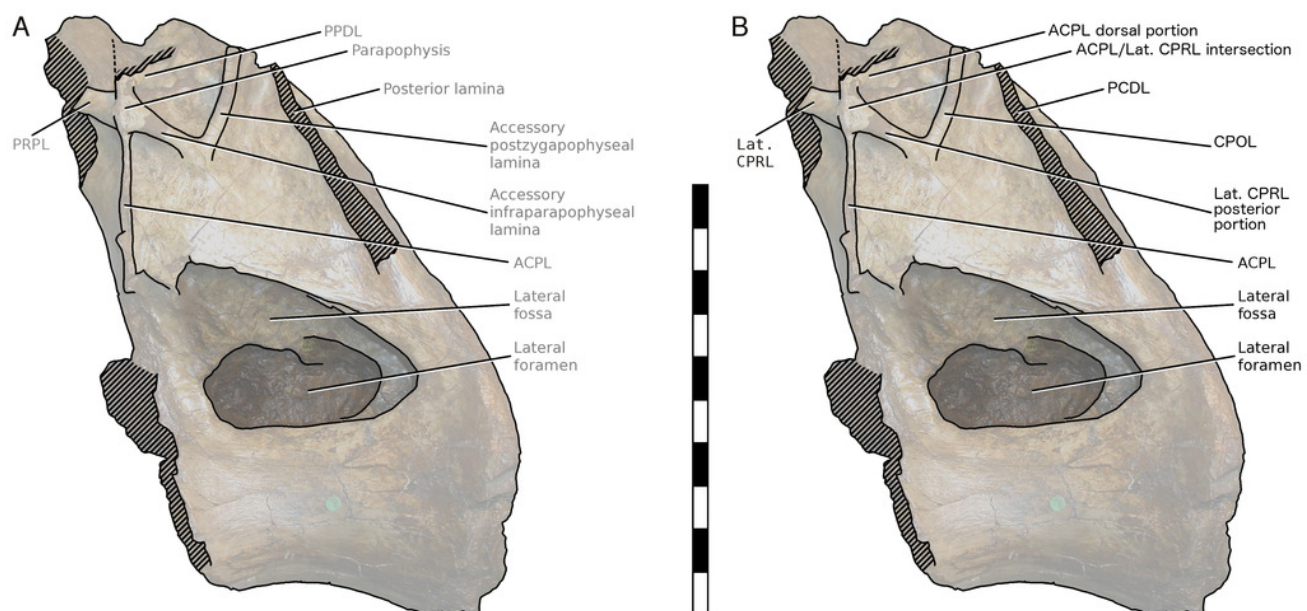 A
PPDL
Parapophysis
Posterior lamina
PRPL
Accessory
postzygapophyseal
lamina
Accessory
infraparapophyseal
lamina
ACPL
Lateral
fossa
Lateral
foramen
B
ACPL dorsal portion
ACPL/Lat. CPRL intersection
PCDL
Lat.
CPRL
CPOL
Lat. CPRL
posterior
portion
ACPL
Lateral
fossa
Lateral
foramen